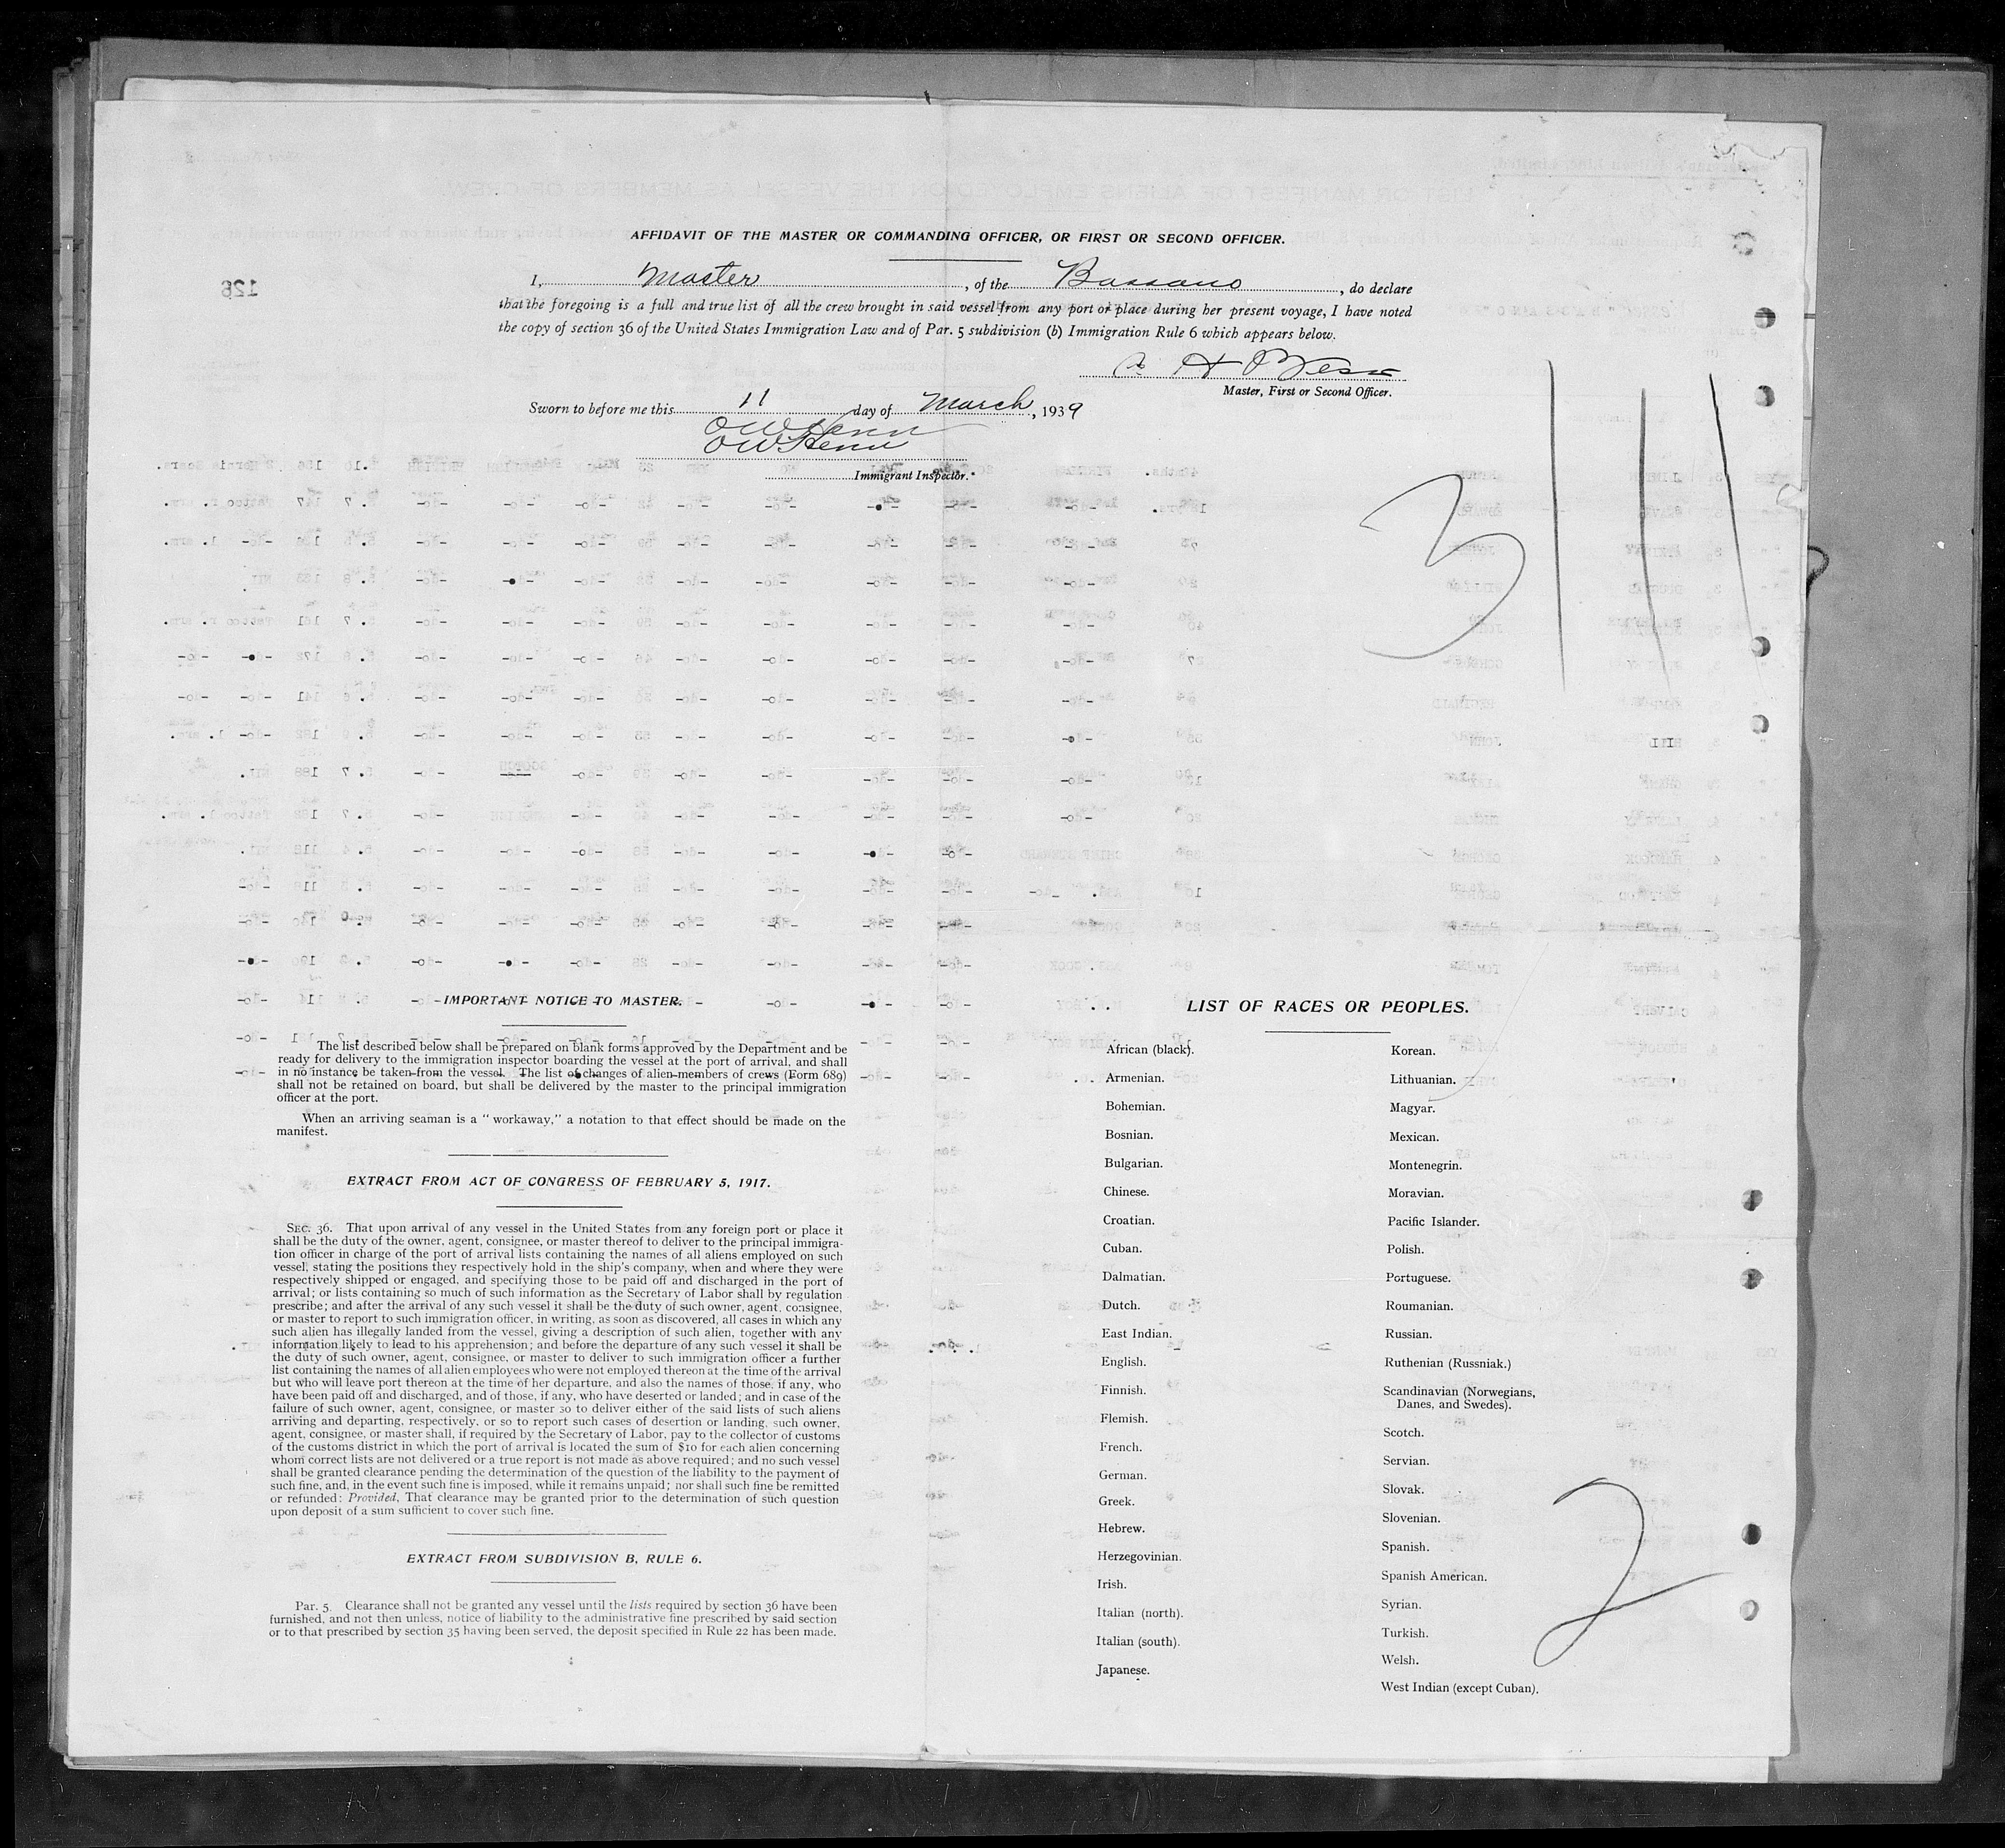 AFFIDAVIT OF THE MASTER OR COMMANDING OFFICER, OR FIRST OR SECOND OFFICER.
I, Master, of the Bassano, do declare
that the foregoing is a full and true list of all the crew brought in said vessel from any port or place during her present voyage, I have noted
the copy of section 36 of the United States Immigration Law and of Par. 5 subdivision (b) Immigration Rule 6 which appears below.
Master, First or Second Officer.
Sworn to before me this 11 day of March, 1939
Immigrant Inspector.
3111
IMPORTANT NOTICE TO MASTER.
The list described below shall be prepared on blank forms approved by the Department and be
ready for delivery to the immigration inspector boarding the vessel at the port of arrival, and shall
in no instance be taken from the vessel. The list of changes of alien members of crews (Form 689)
shall not be retained on board, but shall be delivered by the master to the principal immigration
officer at the port.
When an arriving seaman is a "workaway," a notation to that effect should be made on the
manifest.
EXTRACT FROM ACT OF CONGRESS OF FEBRUARY 5, 1917.
SEC. 36. That upon arrival of any vessel in the United States from any foreign port or place it
shall be the duty of the owner, agent, consignee, or master thereof to deliver to the principal immigra-
tion officer in charge of the port of arrival lists containing the names of all aliens employed on such
vessel, stating the positions they respectively hold in the ship's company, when and where they were
respectively shipped or engaged, and specifying those to be paid off and discharged in the port of
arrival; or lists containing so much of such information as the Secretary of Labor shall by regulation
prescribe; and after the arrival of any such vessel it shall be the duty of such owner, agent, consignee,
or master to report to such immigration officer, in writing, as soon as discovered, all cases in which any
such alien has illegally landed from the vessel, giving a description of such alien, together with any
information likely to lead to his apprehension; and before the departure of any such vessel it shall be
the duty of such owner, agent, consignee, or master to deliver to such immigration officer a further
list containing the names of all alien employees who were not employed thereon at the time of the arrival
but who will leave port thereon at the time of her departure, and also the names of those, if any, who
have been paid off and discharged, and of those, if any, who have deserted or landed; and in case of the
failure of such owner, agent, consignee, or master so to deliver either of the said lists of such aliens
arriving and departing, respectively, or so to report such cases of desertion or landing, such owner,
agent, consignee, or master shall, if required by the Secretary of Labor, pay to the collector of customs
of the customs district in which the port of arrival is located the sum of $10 for each alien concerning
whom correct lists are not delivered or a true report is not made as above required; and no such vessel
shall be granted clearance pending the determination of the question of the liability to the payment of
such fine, and, in the event such fine is imposed, while it remains unpaid; nor shall such fine be remitted
or refunded: Provided, That clearance may be granted prior to the determination of such question
upon deposit of a sum sufficient to cover such fine.
EXTRACT FROM SUBDIVISION B, RULE 6.
Par. 5. Clearance shall not be granted any vessel until the lists required by section 36 have been
furnished, and not then unless, notice of liability to the administrative fine prescribed by said section
or to that prescribed by section 35 having been served, the deposit specified in Rule 22 has been made.
LIST OF RACES OR PEOPLES.
African (black).
Armenian.
Bohemian.
Bosnian.
Bulgarian.
Chinese.
Croatian.
Cuban.
Dalmatian.
Dutch.
East Indian.
English.
Finnish.
Flemish.
French.
German.
Greek.
Hebrew.
Herzegovinian.
Irish.
Italian (north).
Italian (south).
Japanese.
Korean.
Lithuanian.
Magyar.
Mexican.
Montenegrin.
Moravian.
Pacific Islander.
Polish.
Portuguese.
Roumanian.
Russian.
Ruthenian (Russniak.)
Scandinavian (Norwegians,
Danes, and Swedes).
Scotch.
Servian.
Slovak.
Slovenian.
Spanish.
Spanish American.
Syrian.
Turkish.
Welsh.
West Indian (except Cuban).
2